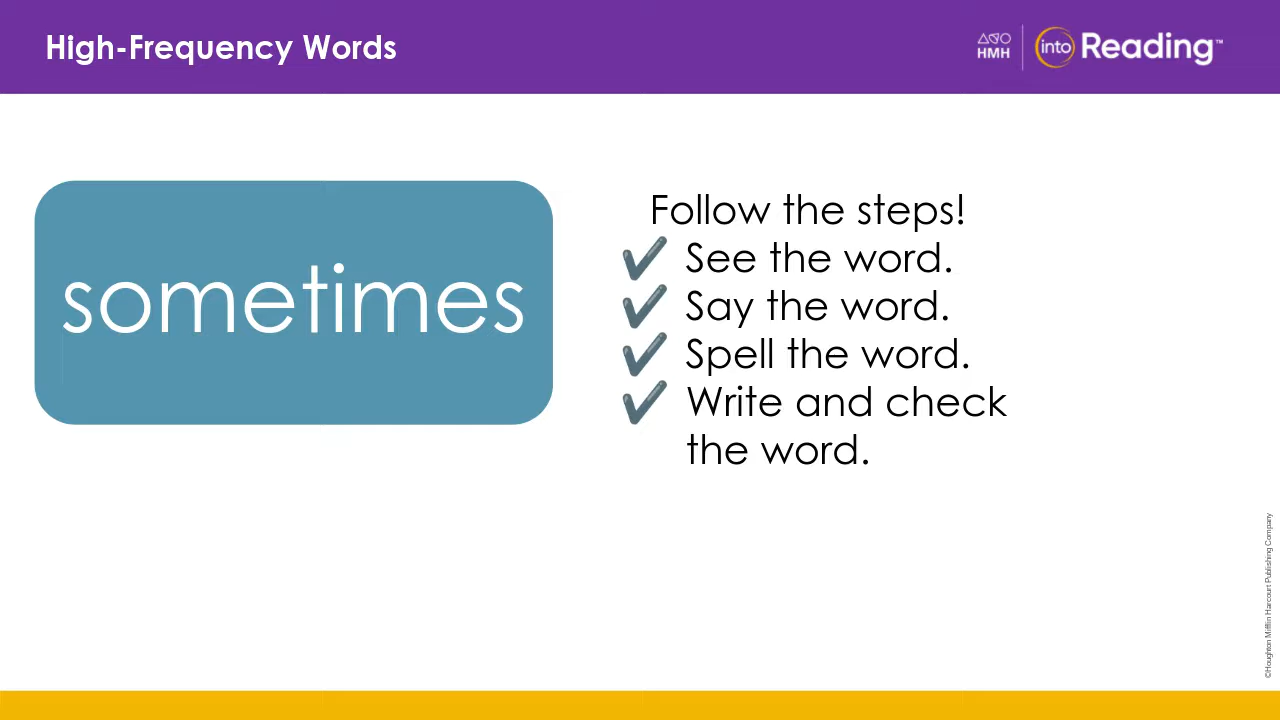 High-Frequency Words
HMH
into Reading™
sometimes
Follow the steps!
✔ See the word.
✔ Say the word.
✔ Spell the word.
✔ Write and check
the word.
©Houghton Mifflin Harcourt Publishing Company